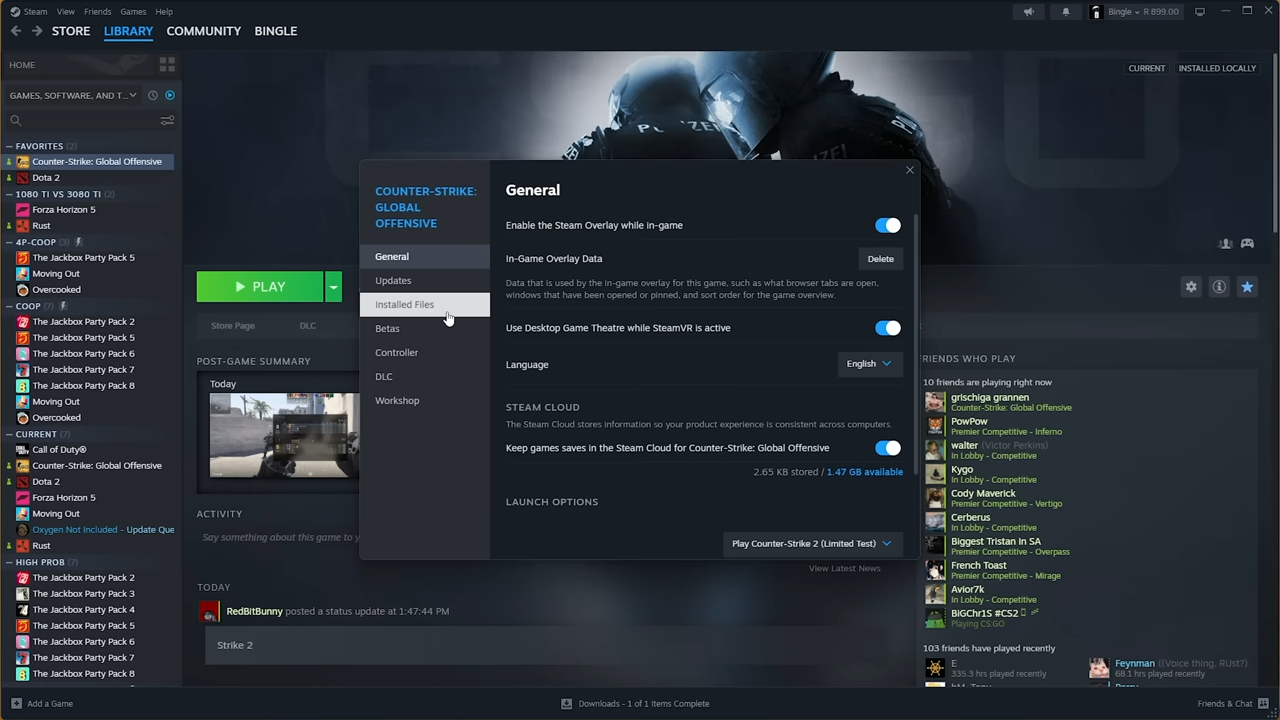 Steam View Friends Games Help
Bingle R 899.00
STORE LIBRARY COMMUNITY BINGLE
HOME
CURRENT INSTALLED LOCALLY
GAMES, SOFTWARE, AND T...
FAVORITES (2)
Counter-Strike: Global Offensive
Dota 2
1080 TI VS 3080 TI (2)
Forza Horizon 5
Rust
4P-COOP (3)
The Jackbox Party Pack 5
Moving Out
Overcooked
COOP (7)
The Jackbox Party Pack 2
The Jackbox Party Pack 3
The Jackbox Party Pack 5
The Jackbox Party Pack 7
The Jackbox Party Pack 8
Moving Out
Overcooked
CURRENT (7)
Call of Duty®
Counter-Strike: Global Offensive
Dota 2
Forza Horizon 5
Moving Out
Oxygen Not Included - Update Que
Rust
HIGH PROB (7)
The Jackbox Party Pack 2
The Jackbox Party Pack 3
The Jackbox Party Pack 4
The Jackbox Party Pack 5
The Jackbox Party Pack 6
The Jackbox Party Pack 7
The Jackbox Party Pack 8
PLAY
Store Page DLC
POST-GAME SUMMARY
Today
ACTIVITY
Say something about this game to y
TODAY
RedBitBunny posted a status update at 1:47:44 PM
Strike 2
COUNTER-STRIKE:
GLOBAL
OFFENSIVE
General
Updates
Installed Files
Betas
Controller
DLC
Workshop
General
Enable the Steam Overlay while in-game
In-Game Overlay Data Delete
Data that is used by the in-game overlay for this game, such as what browser tabs are open,
windows that have been opened or pinned, and sort order for the game overview.
Use Desktop Game Theatre while SteamVR is active
Language English
STEAM CLOUD
The Steam Cloud stores information so your product experience is consistent across computers.
Keep games saves in the Steam Cloud for Counter-Strike: Global Offensive
2.65 KB stored / 1.47 GB available
LAUNCH OPTIONS
Play Counter-Strike 2 (Limited Test)
View Latest News
FRIENDS WHO PLAY
10 friends are playing right now
grischiga grannen
Counter-Strike: Global Offensive
PowPow
Premier Competitive - Inferno
walter (Victor Perkins)
In Lobby - Competitive
Kygo
In Lobby - Competitive
Cody Maverick
Premier Competitive - Vertigo
Cerberus
In Lobby - Competitive
Biggest Tristan In SA
Premier Competitive - Overpass
French Toast
Premier Competitive - Mirage
Avior7k
In Lobby - Competitive
BiGChr1S #CS2
Playing CS:GO
103 friends have played recently
E
335.3 hrs played recently
Feynman ((Voice thing, RUst?)
68.1 hrs played recently
Add a Game
Downloads - 1 of 1 Items Complete
Friends & Chat